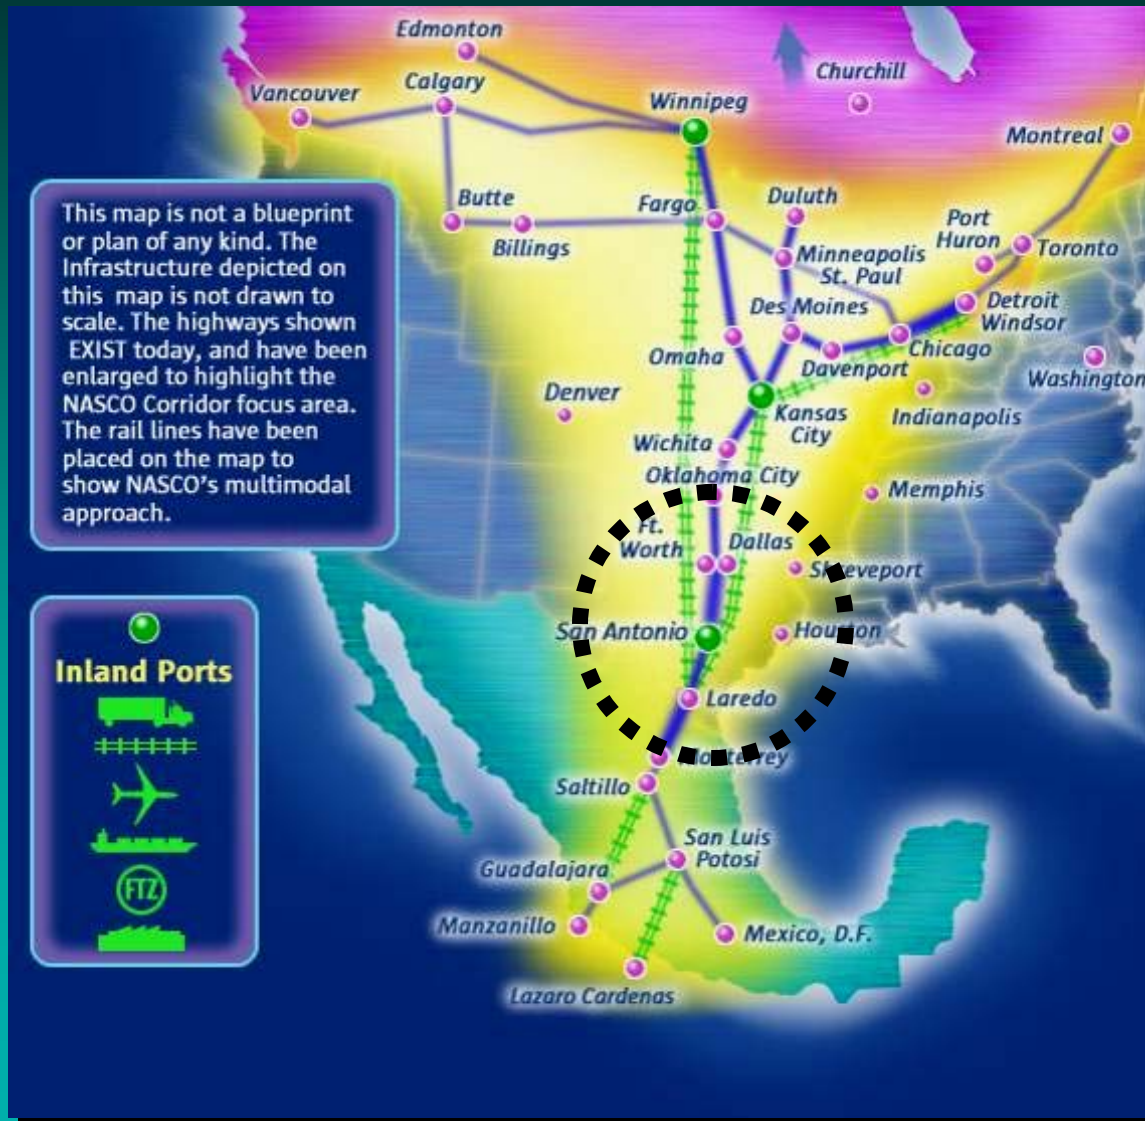 Edmonton
Calgary
Vancouver
Churchill
Winnipeg
Montreal
This map is not a blueprint
or plan of any kind. The
Infrastructure depicted on
this map is not drawn to
scale. The highways shown
EXIST today, and have been
enlarged to highlight the
NASCO Corridor focus area.
The rail lines have been
placed on the map to
show NASCO's multimodal
approach.
Butte
Billings
Fargo
Duluth
Port
Huron
Toronto
Minneapolis
St. Paul
Des Moines
Detroit
Windsor
Omaha
Davenport
Chicago
Washington
Denver
Kansas
City
Indianapolis
Wichita
Oklahoma City
Memphis
Ft.
Worth
Dallas
Shreveport
San Antonio
Houston
Laredo
Monterrey
Saltillo
San Luis
Potosi
Guadalajara
Manzanillo
Mexico, D.F.
Lazaro Cardenas
Inland Ports
FTZ